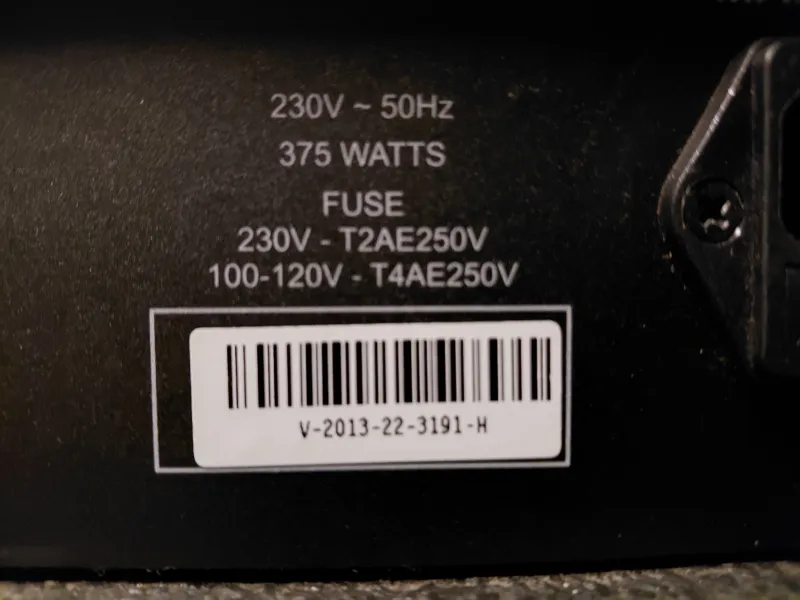 230V ~ 50Hz
375 WATTS
FUSE
230V - T2AE250V
100-120V - T4AE250V
V-2013-22-3191-H